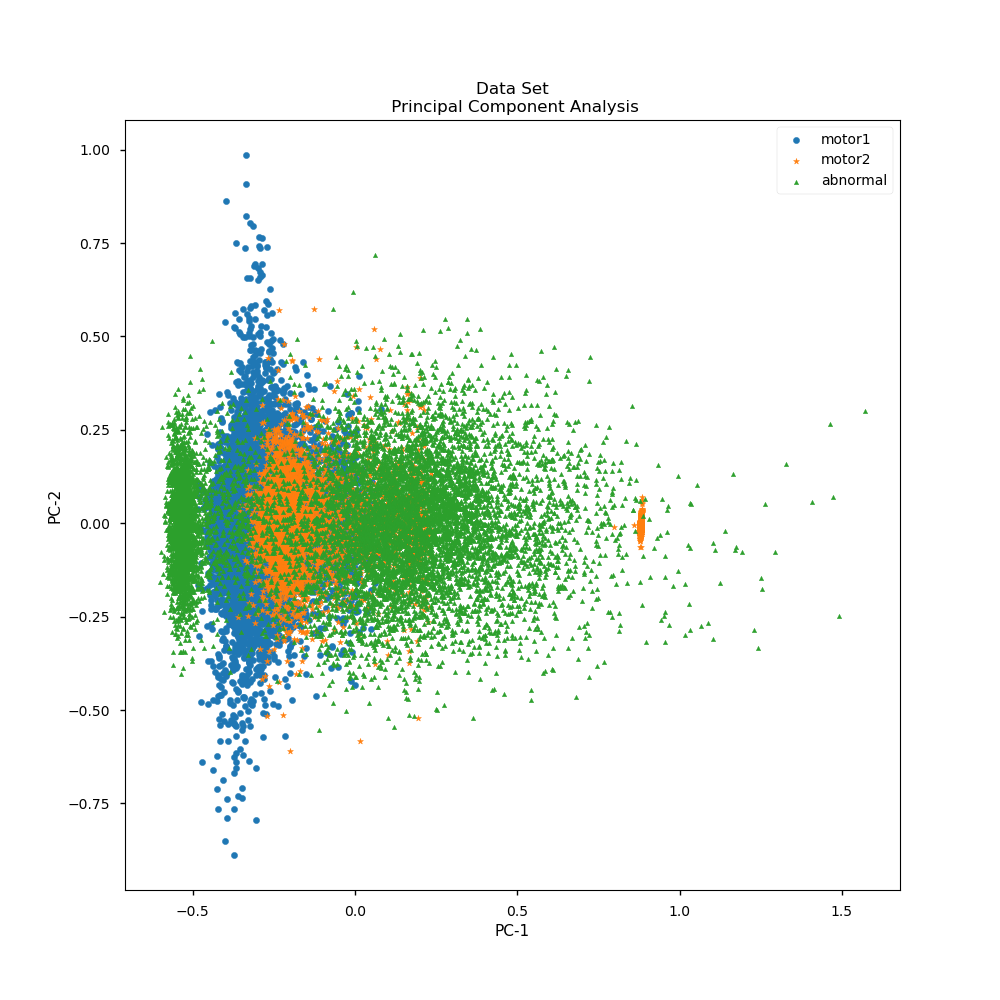 Data Set
Principal Component Analysis
motor1
motor2
abnormal
1.00
0.75
0.50
0.25
0.00
−0.25
−0.50
−0.75
PC-2
−0.5
0.0
0.5
1.0
1.5
PC-1